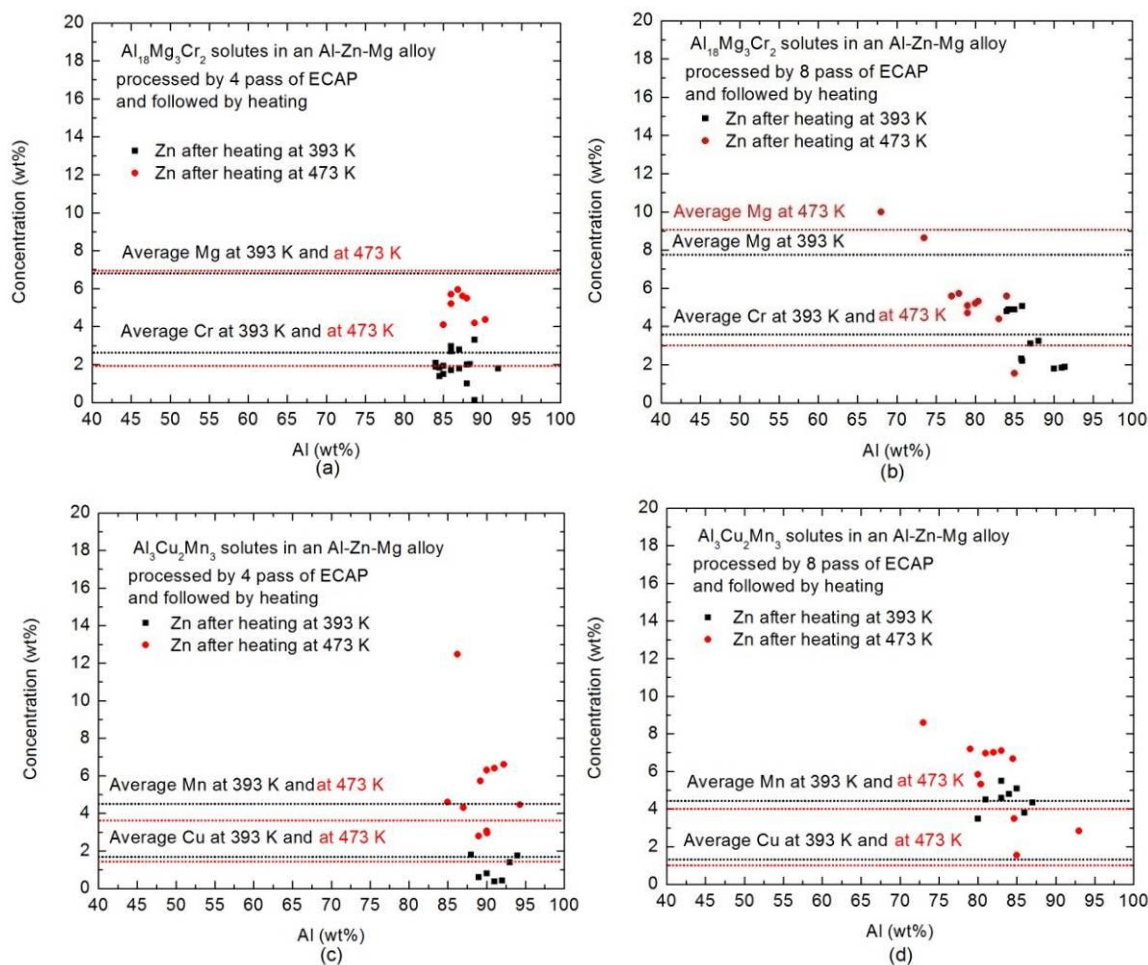 20
18
16
14
12
10
8
6
4
2
0
Concentration (wt%)
Al18Mg3Cr2 solutes in an Al-Zn-Mg alloy
processed by 4 pass of ECAP
and followed by heating
Zn after heating at 393 K
Zn after heating at 473 K
Average Mg at 393 K and at 473 K
Average Cr at 393 K and at 473 K
40 45 50 55 60 65 70 75 80 85 90 95 100
Al (wt%)
(a)
20
18
16
14
12
10
8
6
4
2
0
Concentration (wt%)
Al18Mg3Cr2 solutes in an Al-Zn-Mg alloy
processed by 8 pass of ECAP
and followed by heating
Zn after heating at 393 K
Zn after heating at 473 K
Average Mg at 473 K
Average Mg at 393 K
Average Cr at 393 K and at 473 K
40 45 50 55 60 65 70 75 80 85 90 95 100
Al (wt%)
(b)
20
18
16
14
12
10
8
6
4
2
0
Concentration (wt%)
Al3Cu2Mn3 solutes in an Al-Zn-Mg alloy
processed by 4 pass of ECAP
and followed by heating
Zn after heating at 393 K
Zn after heating at 473 K
Average Mn at 393 K and at 473 K
Average Cu at 393 K and at 473 K
40 45 50 55 60 65 70 75 80 85 90 95 100
Al (wt%)
(c)
20
18
16
14
12
10
8
6
4
2
0
Concentration (wt%)
Al3Cu2Mn3 solutes in an Al-Zn-Mg alloy
processed by 8 pass of ECAP
and followed by heating
Zn after heating at 393 K
Zn after heating at 473 K
Average Mn at 393 K and at 473 K
Average Cu at 393 K and at 473 K
40 45 50 55 60 65 70 75 80 85 90 95 100
Al (wt%)
(d)